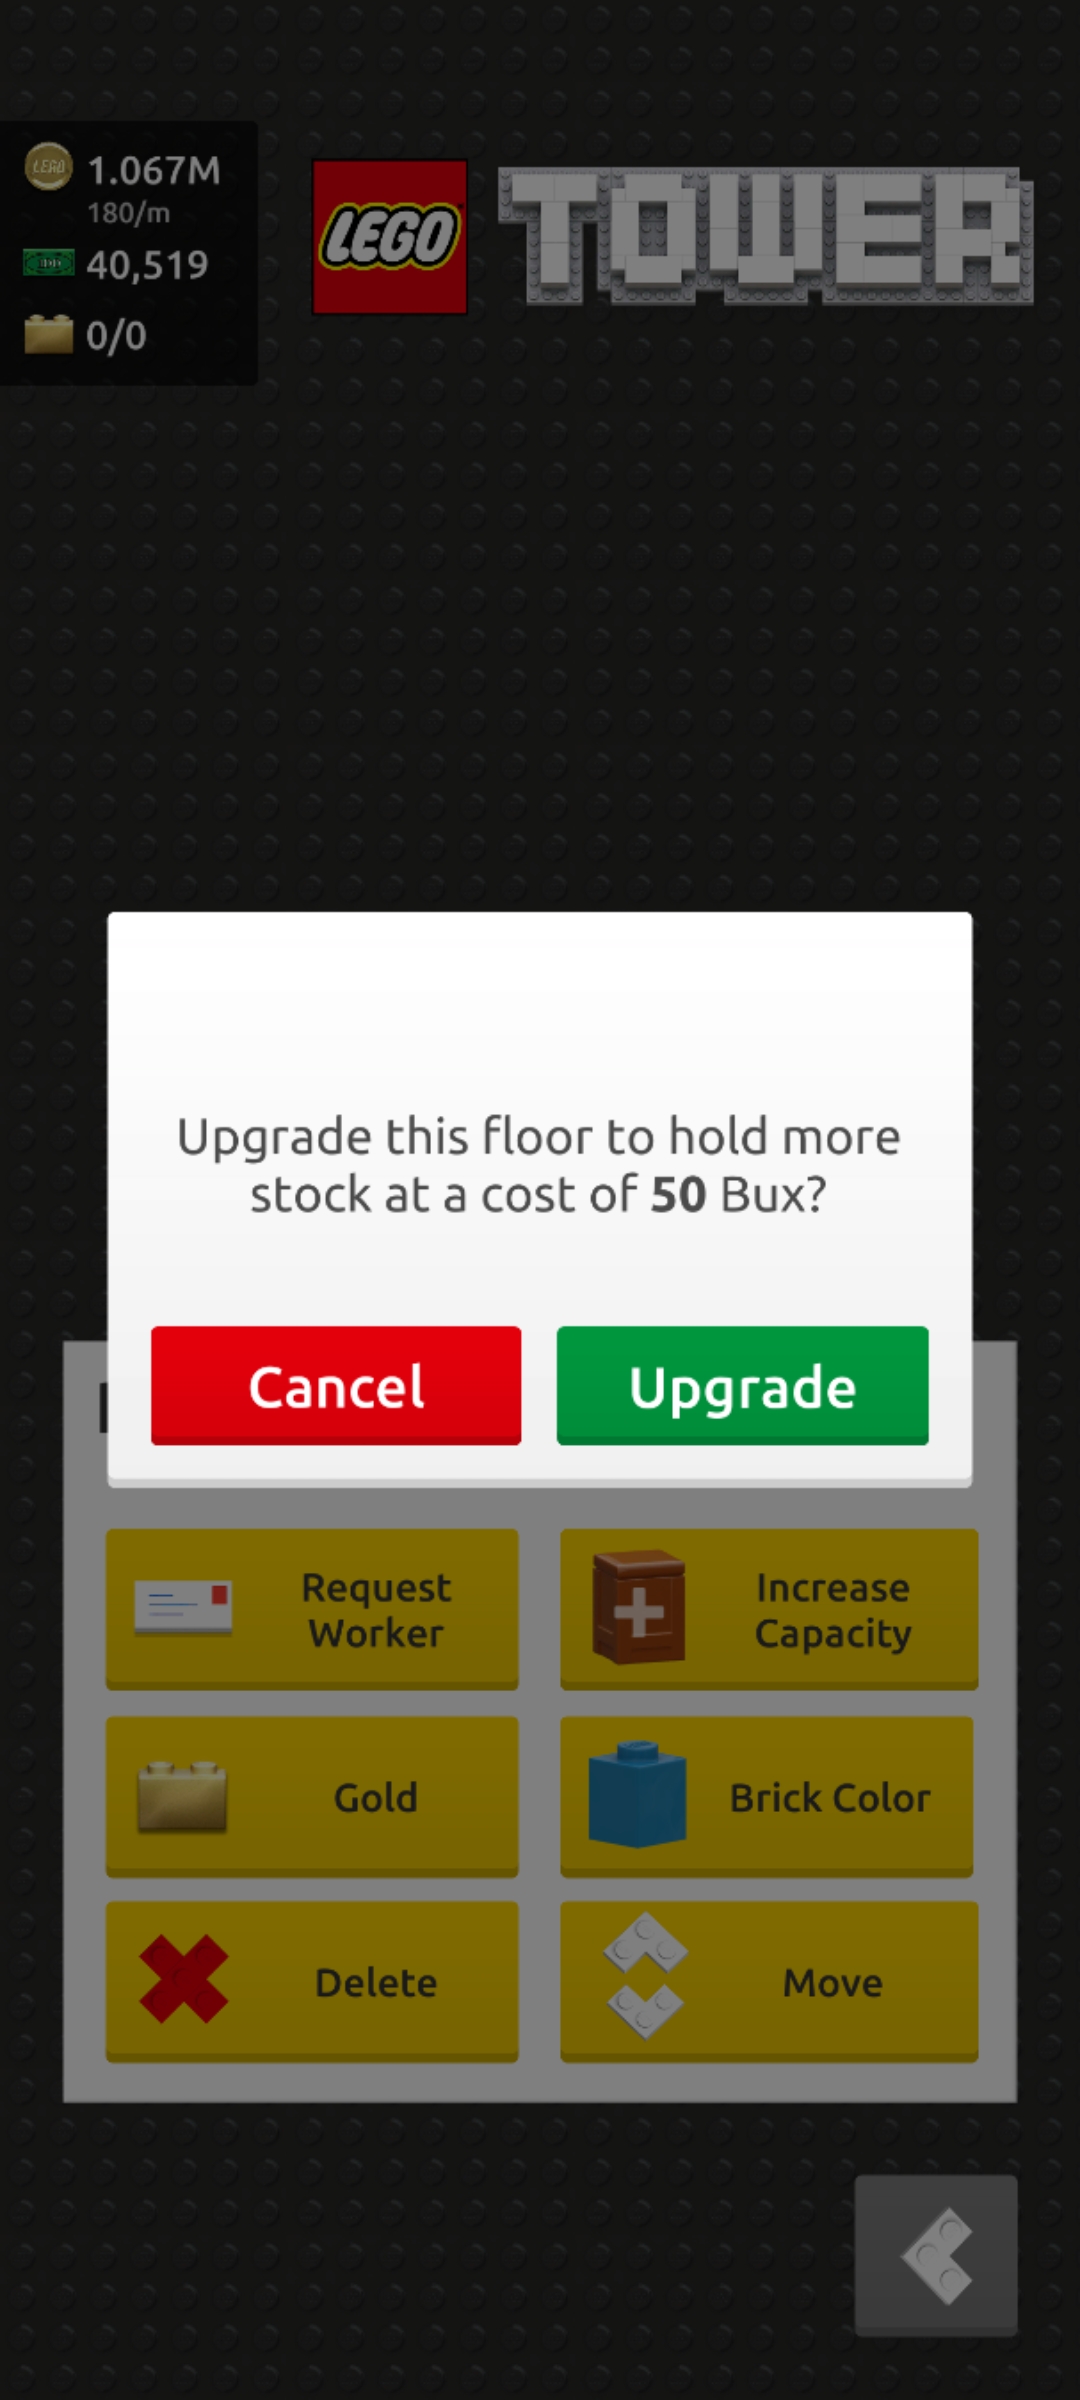 LEGO
1.067M
180/m
40,519
0/0
LEGO
TOWER
Upgrade this floor to hold more
stock at a cost of 50 Bux?
Cancel
Upgrade
Request
Worker
Increase
Capacity
Gold
Brick Color
Delete
Move